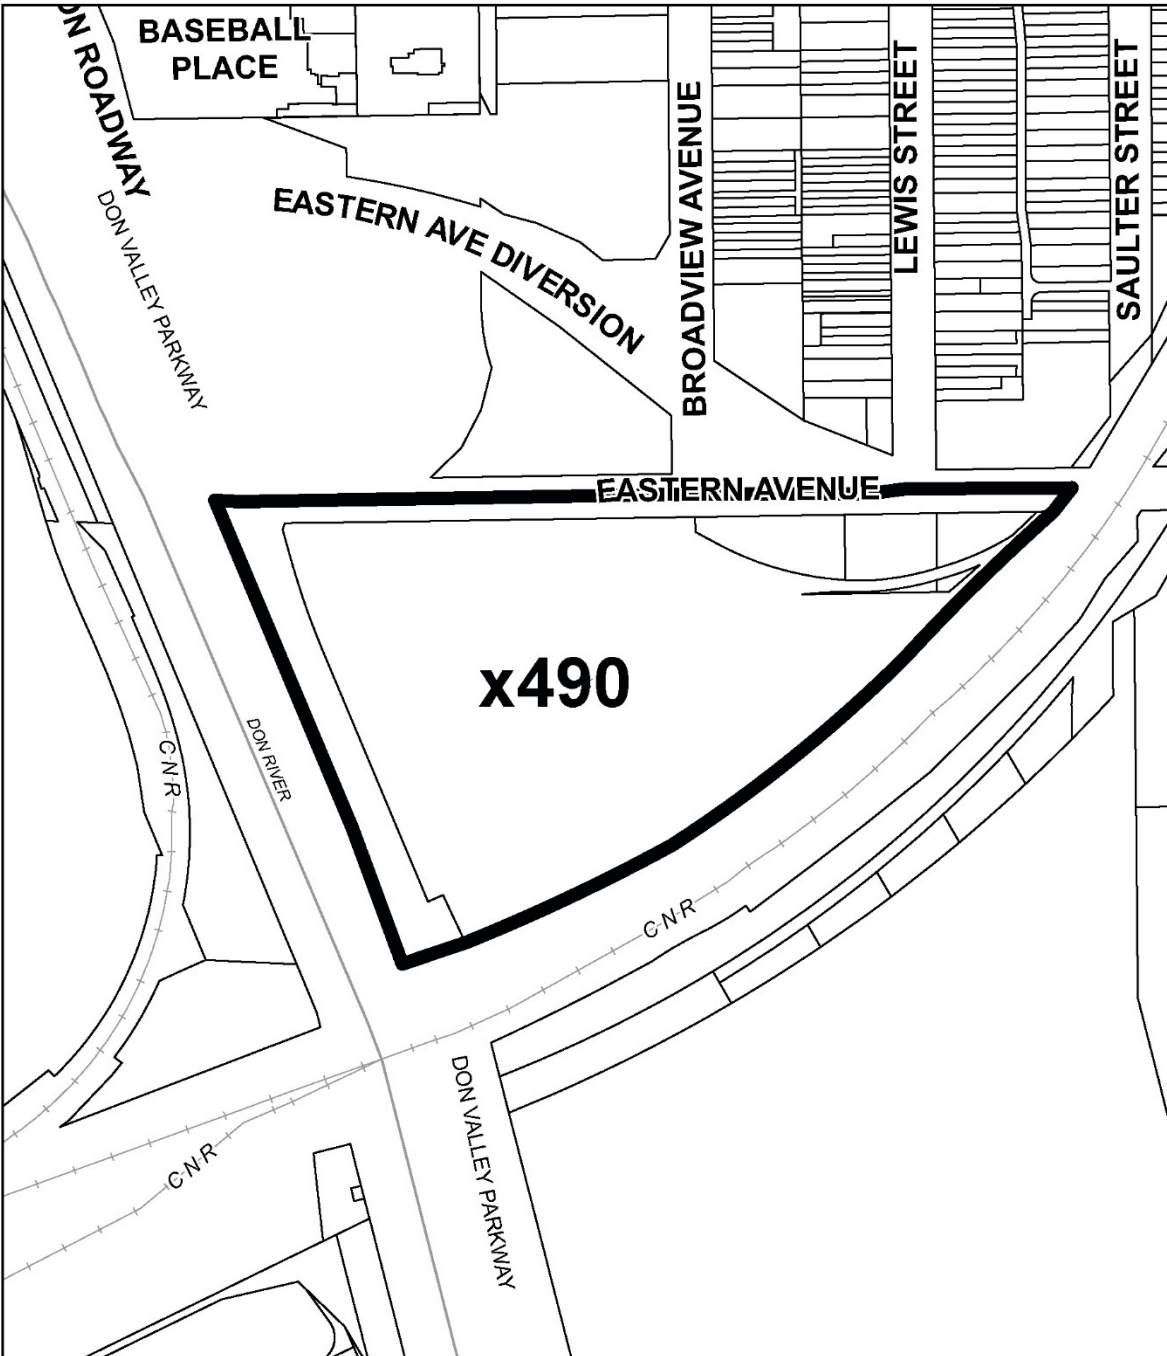 BASEBALL
PLACE
ON ROADWAY
DON VALLEY PARKWAY
EASTERN AVE DIVERSION
BROADVIEW AVENUE
LEWIS STREET
SAULTER STREET
EASTERN AVENUE
x490
DON RIVER
C N R
C N R
C N R
DON VALLEY PARKWAY